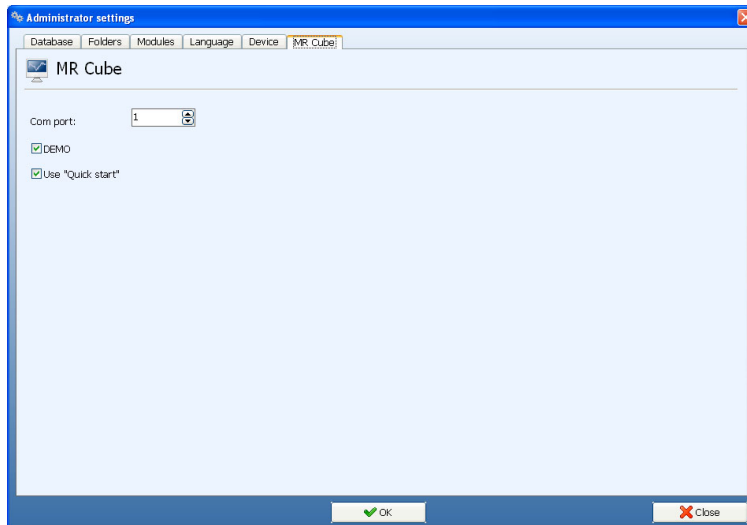 Administrator settings
Database Folders Modules Language Device MR Cube
MR Cube
Com port: 1
DEMO
Use "Quick start"
OK Close